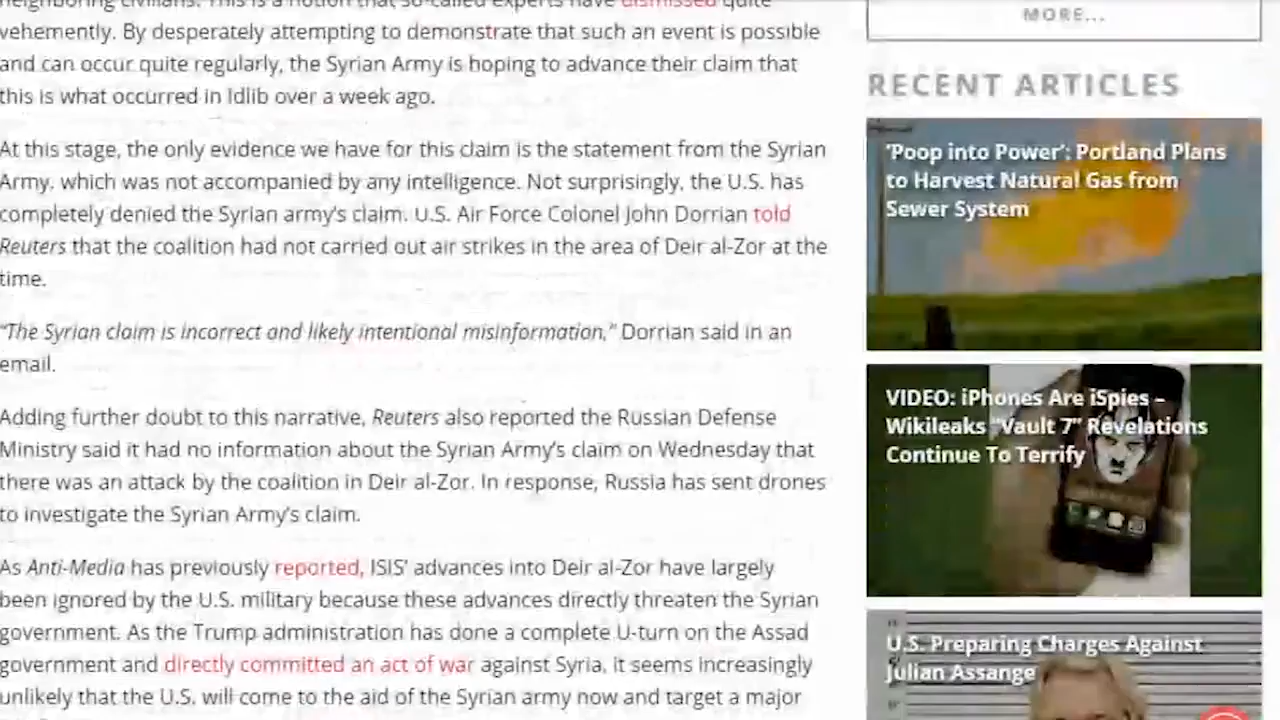 neighboring civilians. This is a notion that so-called experts have dismissed quite
vehemently. By desperately attempting to demonstrate that such an event is possible
and can occur quite regularly, the Syrian Army is hoping to advance their claim that
this is what occurred in Idlib over a week ago.
At this stage, the only evidence we have for this claim is the statement from the Syrian
Army, which was not accompanied by any intelligence. Not surprisingly, the U.S. has
completely denied the Syrian army's claim. U.S. Air Force Colonel John Dorrian told
Reuters that the coalition had not carried out air strikes in the area of Deir al-Zor at the
time.
“The Syrian claim is incorrect and likely intentional misinformation,” Dorrian said in an
email.
Adding further doubt to this narrative, Reuters also reported the Russian Defense
Ministry said it had no information about the Syrian Army's claim on Wednesday that
there was an attack by the coalition in Deir al-Zor. In response, Russia has sent drones
to investigate the Syrian Army's claim.
As Anti-Media has previously reported, ISIS' advances into Deir al-Zor have largely
been ignored by the U.S. military because these advances directly threaten the Syrian
government. As the Trump administration has done a complete U-turn on the Assad
government and directly committed an act of war against Syria, it seems increasingly
unlikely that the U.S. will come to the aid of the Syrian army now and target a major
MORE...
RECENT ARTICLES
'Poop into Power': Portland Plans
to Harvest Natural Gas from
Sewer System
VIDEO: iPhones Are iSpies –
Wikileaks “Vault 7” Revelations
Continue To Terrify
U.S. Preparing Charges Against
Julian Assange